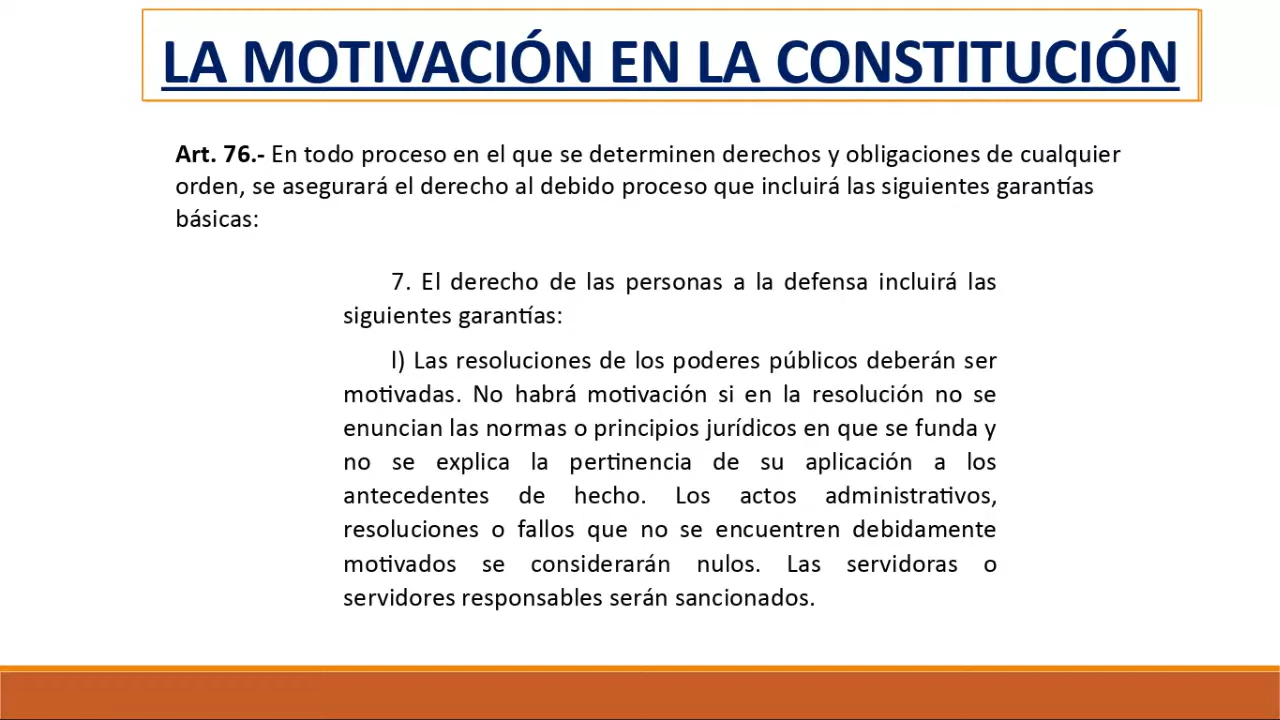 LA MOTIVACIÓN EN LA CONSTITUCIÓN
Art. 76.- En todo proceso en el que se determinen derechos y obligaciones de cualquier
orden, se asegurará el derecho al debido proceso que incluirá las siguientes garantías
básicas:
7. El derecho de las personas a la defensa incluirá las
siguientes garantías:
l) Las resoluciones de los poderes públicos deberán ser
motivadas. No habrá motivación si en la resolución no se
enuncian las normas o principios jurídicos en que se funda y
no se explica la pertinencia de su aplicación a los
antecedentes de hecho. Los actos administrativos,
resoluciones o fallos que no se encuentren debidamente
motivados se considerarán nulos. Las servidoras o
servidores responsables serán sancionados.